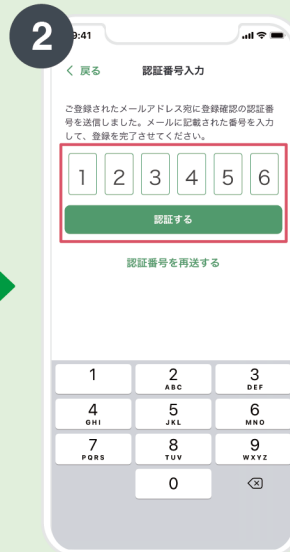 2
9:41
戻る
認証番号入力
ご登録されたメールアドレス宛に登録確認の認証番
号を送信しました。メールに記載された番号を入力
して、登録を完了させてください。
1 2 3 4 5 6
認証する
認証番号を再送する
1 2 3
ABC DEF
4 5 6
GHI JKL MNO
7 8 9
PQRS TUV WXYZ
0